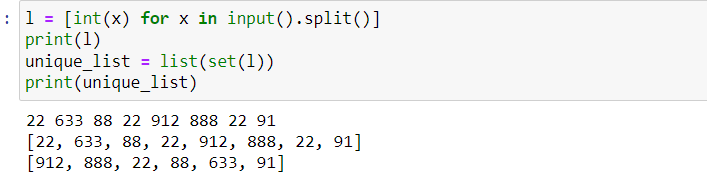 : l = [int(x) for x in input().split()]
print(l)
unique_list = list(set(l))
print(unique_list)
22 633 88 22 912 888 22 91
[22, 633, 88, 22, 912, 888, 22, 91]
[912, 888, 22, 88, 633, 91]